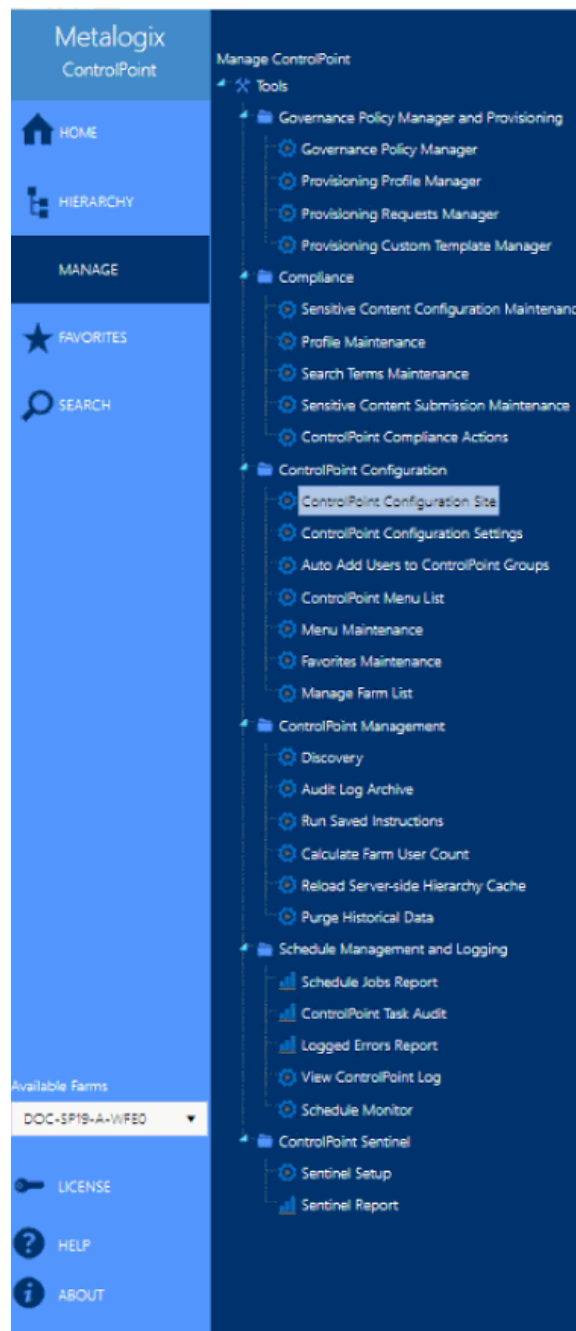 Metalogix
ControlPoint
HOME
HIERARCHY
MANAGE
FAVORITES
SEARCH
Available Farms
DOC-SP19-A-WFE0
LICENSE
HELP
ABOUT
Manage ControlPoint
Tools
Governance Policy Manager and Provisioning
Governance Policy Manager
Provisioning Profile Manager
Provisioning Requests Manager
Provisioning Custom Template Manager
Compliance
Sensitive Content Configuration Maintenanc
Profile Maintenance
Search Terms Maintenance
Sensitive Content Submission Maintenance
ControlPoint Compliance Actions
ControlPoint Configuration
ControlPoint Configuration Site
ControlPoint Configuration Settings
Auto Add Users to ControlPoint Groups
ControlPoint Menu List
Menu Maintenance
Favorites Maintenance
Manage Farm List
ControlPoint Management
Discovery
Audit Log Archive
Run Saved Instructions
Calculate Farm User Count
Reload Server-side Hierarchy Cache
Purge Historical Data
Schedule Management and Logging
Schedule Jobs Report
ControlPoint Task Audit
Logged Errors Report
View ControlPoint Log
Schedule Monitor
ControlPoint Sentinel
Sentinel Setup
Sentinel Report